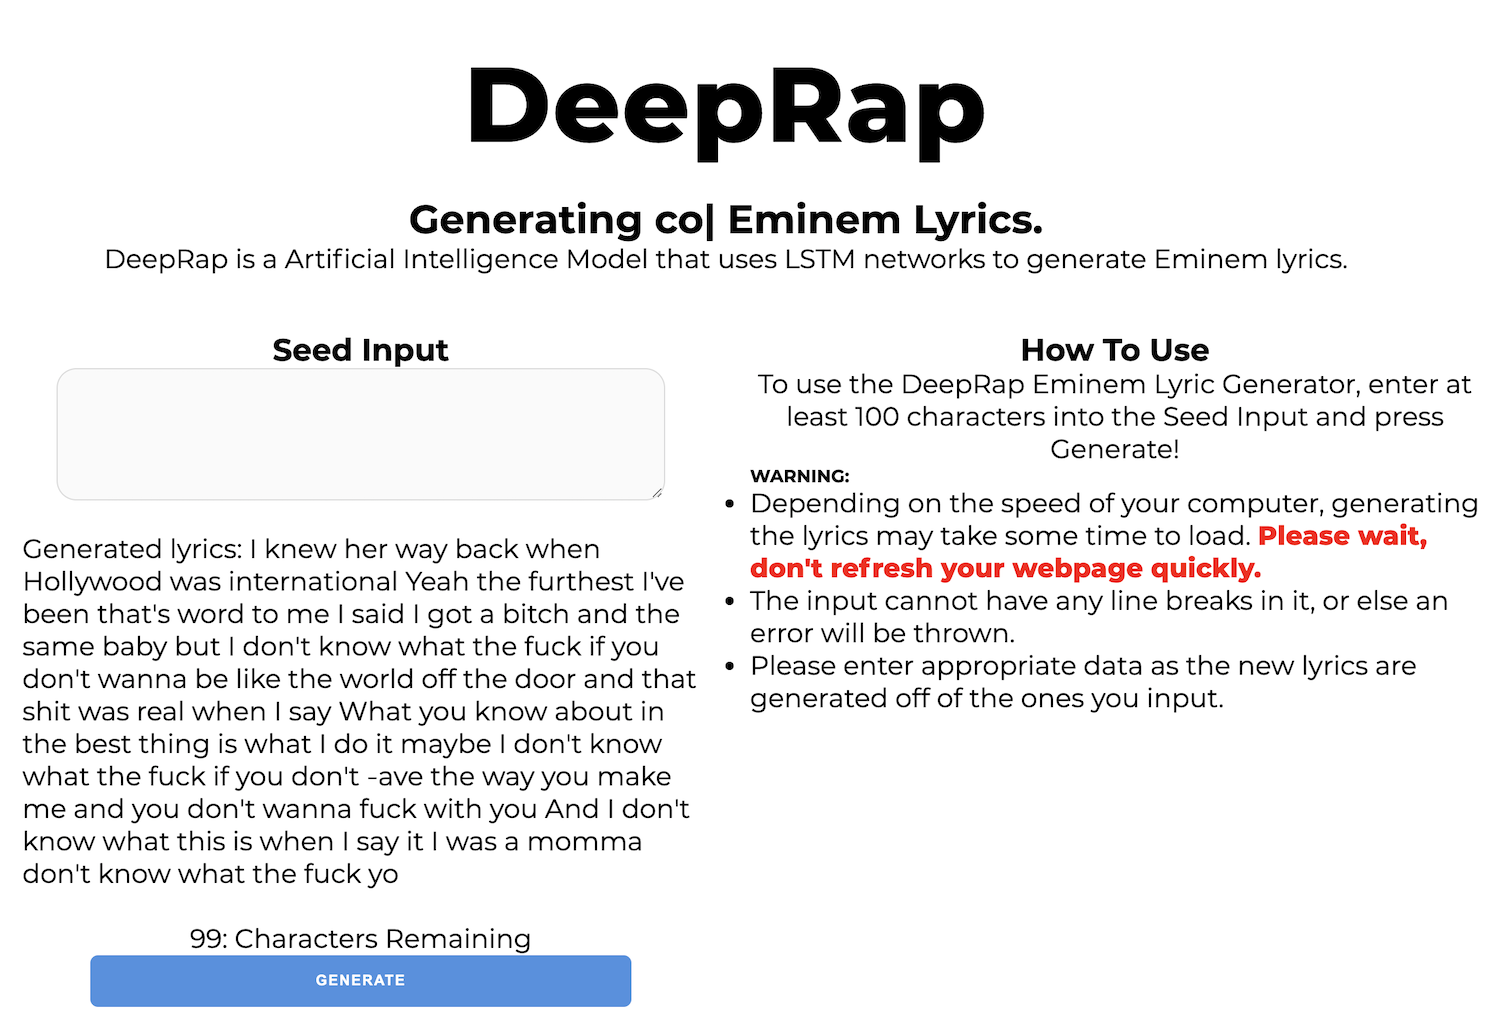 DeepRap
Generating co| Eminem Lyrics.
DeepRap is a Artificial Intelligence Model that uses LSTM networks to generate Eminem lyrics.
Seed Input
Generated lyrics: I knew her way back when
Hollywood was international Yeah the furthest I've
been that's word to me I said I got a bitch and the
same baby but I don't know what the fuck if you
don't wanna be like the world off the door and that
shit was real when I say What you know about in
the best thing is what I do it maybe I don't know
what the fuck if you don't -ave the way you make
me and you don't wanna fuck with you And I don't
know what this is when I say it I was a momma
don't know what the fuck yo
99: Characters Remaining
GENERATE
How To Use
To use the DeepRap Eminem Lyric Generator, enter at
least 100 characters into the Seed Input and press
Generate!
WARNING:
• Depending on the speed of your computer, generating
the lyrics may take some time to load. Please wait,
don't refresh your webpage quickly.
• The input cannot have any line breaks in it, or else an
error will be thrown.
• Please enter appropriate data as the new lyrics are
generated off of the ones you input.